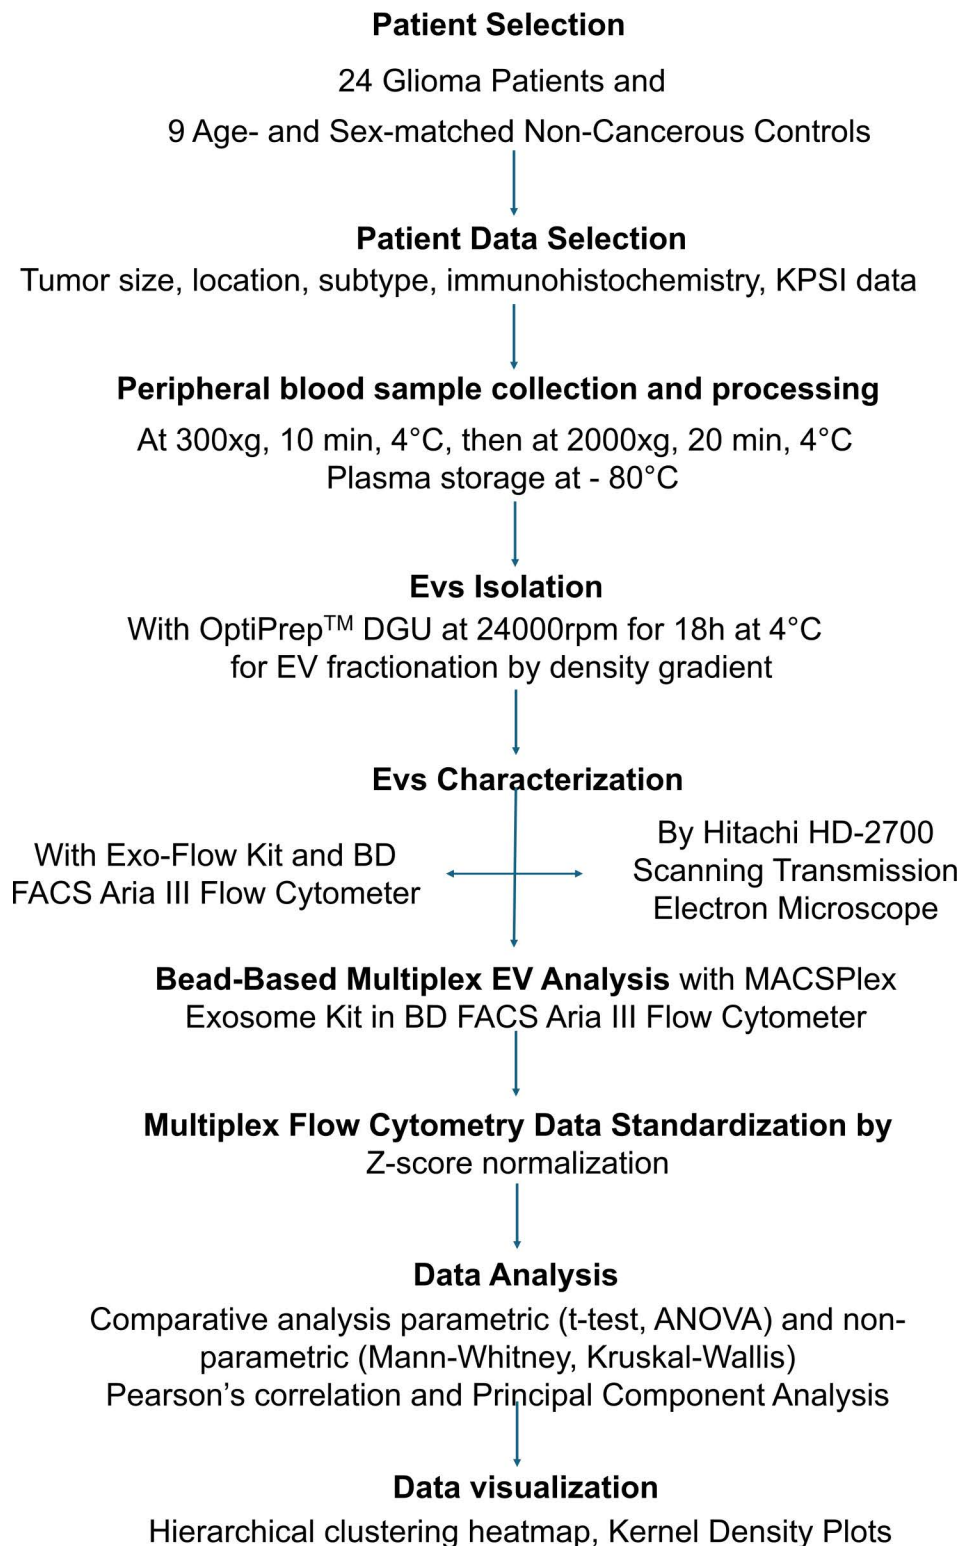 Patient Selection
24 Glioma Patients and
9 Age- and Sex-matched Non-Cancerous Controls
Patient Data Selection
Tumor size, location, subtype, immunohistochemistry, KPSI data
Peripheral blood sample collection and processing
At 300xg, 10 min, 4°C, then at 2000xg, 20 min, 4°C
Plasma storage at - 80°C
Evs Isolation
With OptiPrep™ DGU at 24000rpm for 18h at 4°C
for EV fractionation by density gradient
Evs Characterization
With Exo-Flow Kit and BD
FACS Aria III Flow Cytometer
By Hitachi HD-2700
Scanning Transmission
Electron Microscope
Bead-Based Multiplex EV Analysis with MACSPlex
Exosome Kit in BD FACS Aria III Flow Cytometer
Multiplex Flow Cytometry Data Standardization by
Z-score normalization
Data Analysis
Comparative analysis parametric (t-test, ANOVA) and non-
parametric (Mann-Whitney, Kruskal-Wallis)
Pearson's correlation and Principal Component Analysis
Data visualization
Hierarchical clustering heatmap, Kernel Density Plots